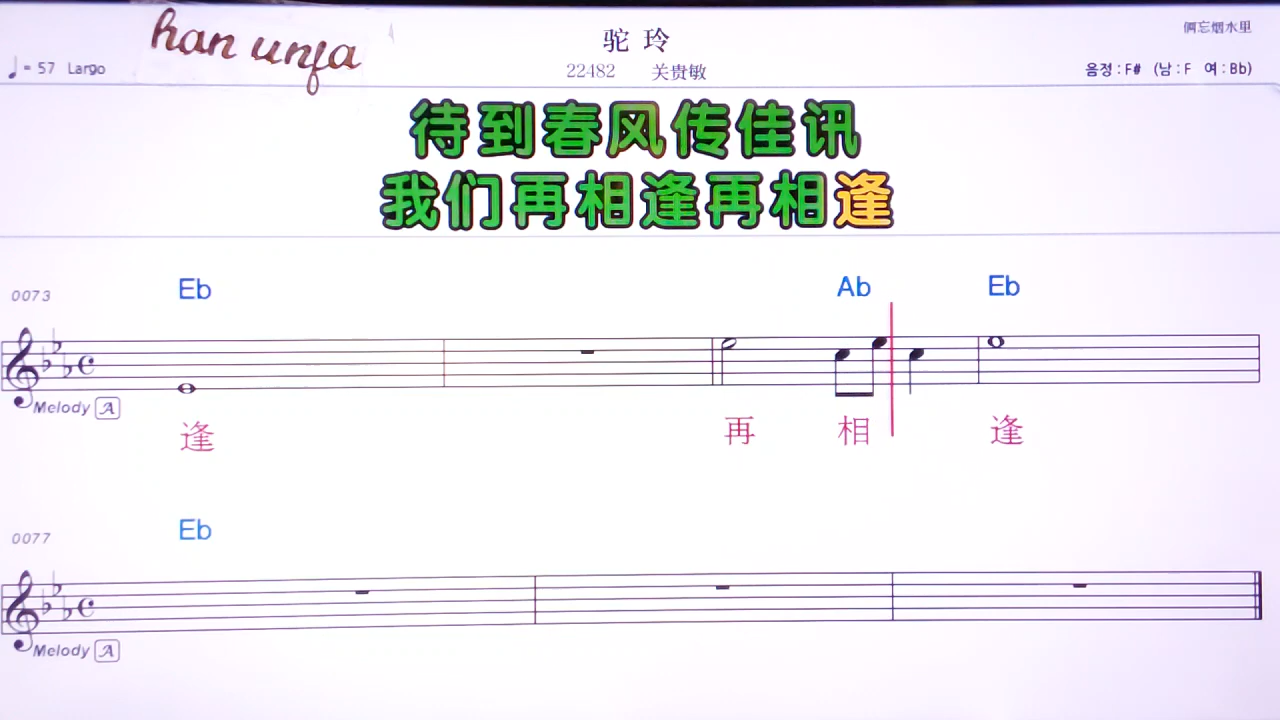 han unfa
驼 玲
俩忘烟水里
♩= 57 Largo
22482 关贵敏
음정 : F# (남 : F 여 : Bb)
待到春风传佳讯
我们再相逢再相逢
0073 Eb Ab Eb
Melody A
逢 再 相 逢
0077 Eb
Melody A